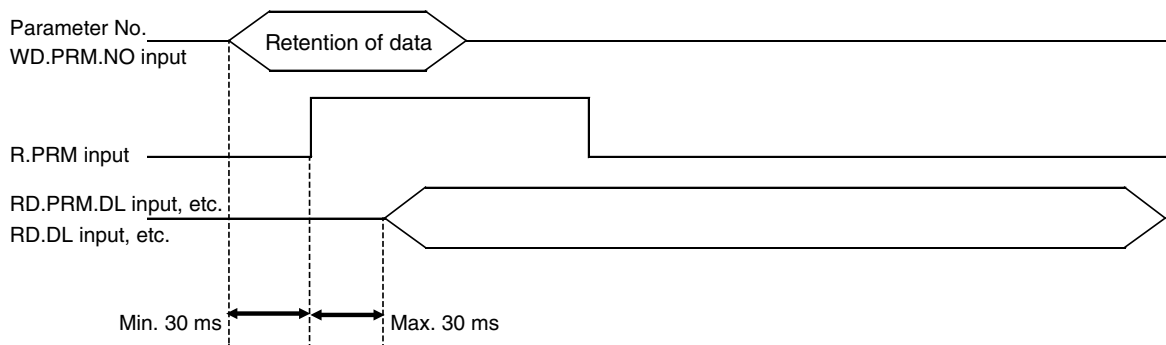 Parameter No.
WD.PRM.NO input
Retention of data
R.PRM input
RD.PRM.DL input, etc.
RD.DL input, etc.
Min. 30 ms
Max. 30 ms